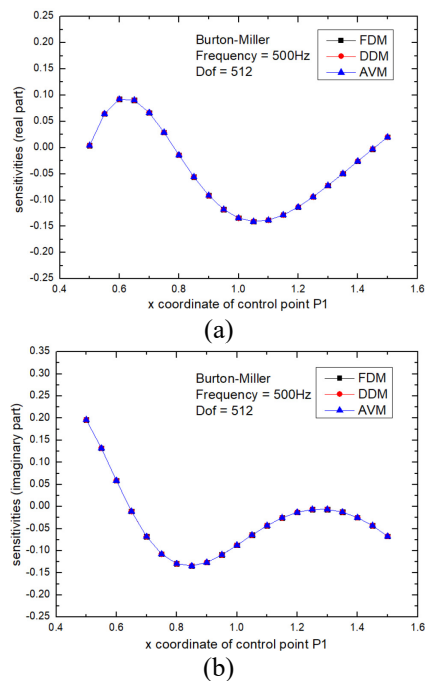 0.25
0.20
0.15
0.10
0.05
0.00
-0.05
-0.10
-0.15
-0.20
-0.25
sensitivities (real part)
Burton-Miller
Frequency = 500Hz
Dof = 512
FDM
DDM
AVM
0.4 0.6 0.8 1.0 1.2 1.4 1.6
x coordinate of control point P1
(a)
0.35
0.30
0.25
0.20
0.15
0.10
0.05
0.00
-0.05
-0.10
-0.15
-0.20
-0.25
sensitivities (imaginary part)
Burton-Miller
Frequency = 500Hz
Dof = 512
FDM
DDM
AVM
0.4 0.6 0.8 1.0 1.2 1.4 1.6
x coordinate of control point P1
(b)